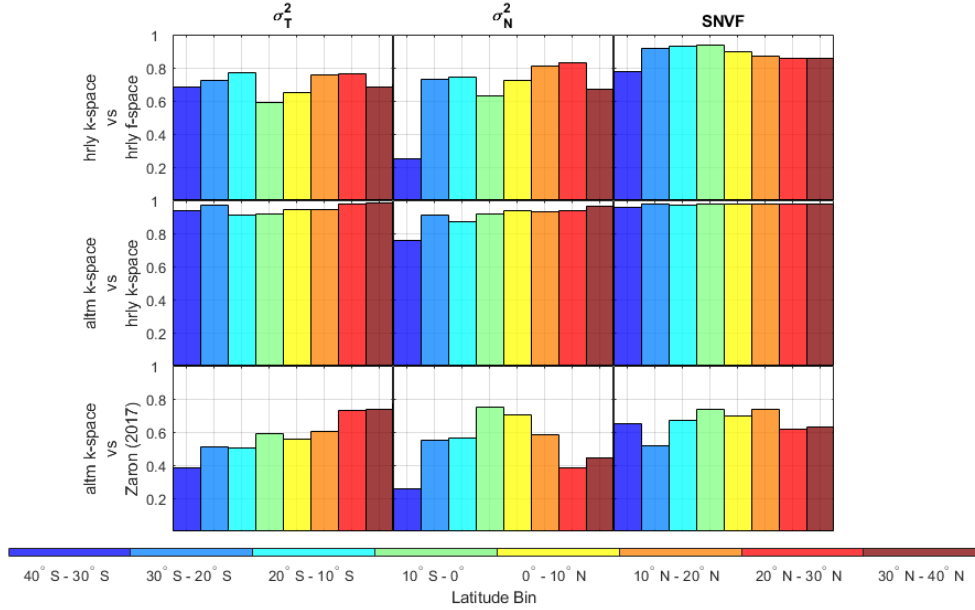 σ²_T σ²_N SNVF
hrly k-space
vs
hrly f-space
1
0.8
0.6
0.4
0.2
altm k-space
vs
hrly k-space
1
0.8
0.6
0.4
0.2
altm k-space
vs
Zaron (2017)
1
0.8
0.6
0.4
0.2
40° S - 30° S 30° S - 20° S 20° S - 10° S 10° S - 0° 0° - 10° N 10° N - 20° N 20° N - 30° N 30° N - 40° N
Latitude Bin